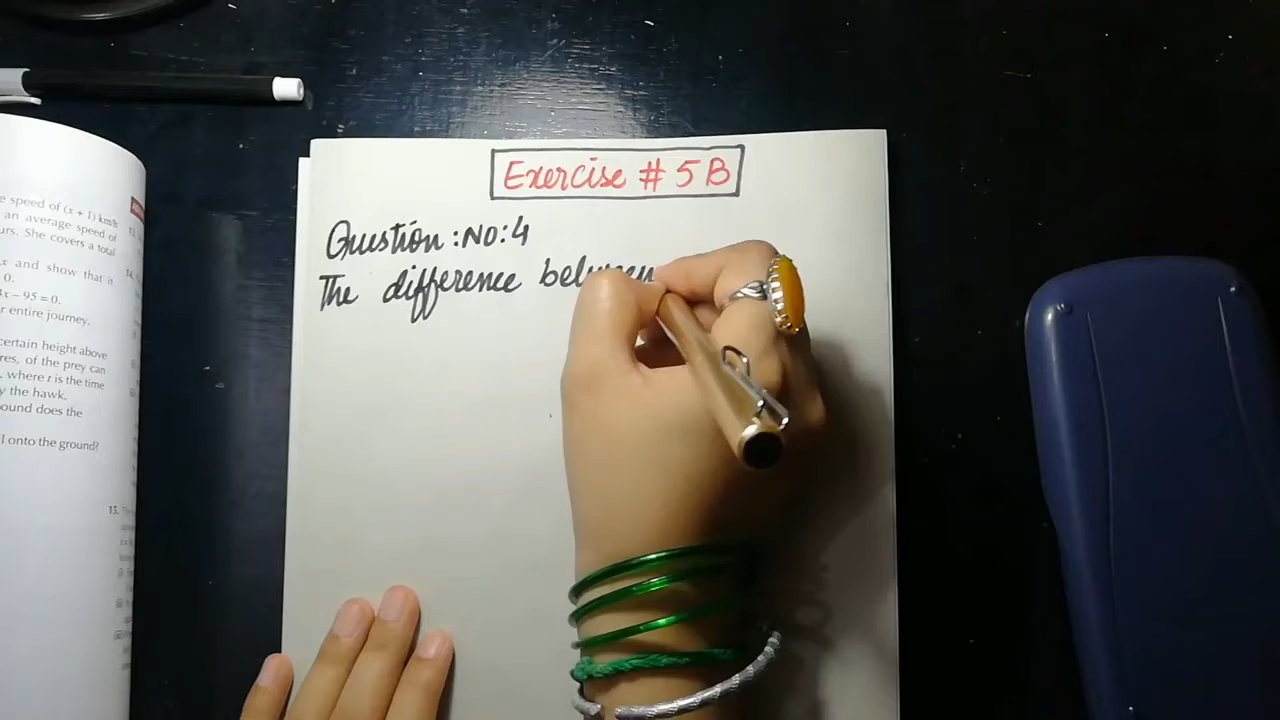 e speed of (x + 1) km/h
an average speed of
urs. She covers a total
x and show that it
0.
4x − 95 = 0.
r entire journey.
certain height above
res, of the prey can
, where t is the time
y the hawk.
ound does the
l onto the ground?
15.
Exercise # 5B
Question :NO:4
The difference between